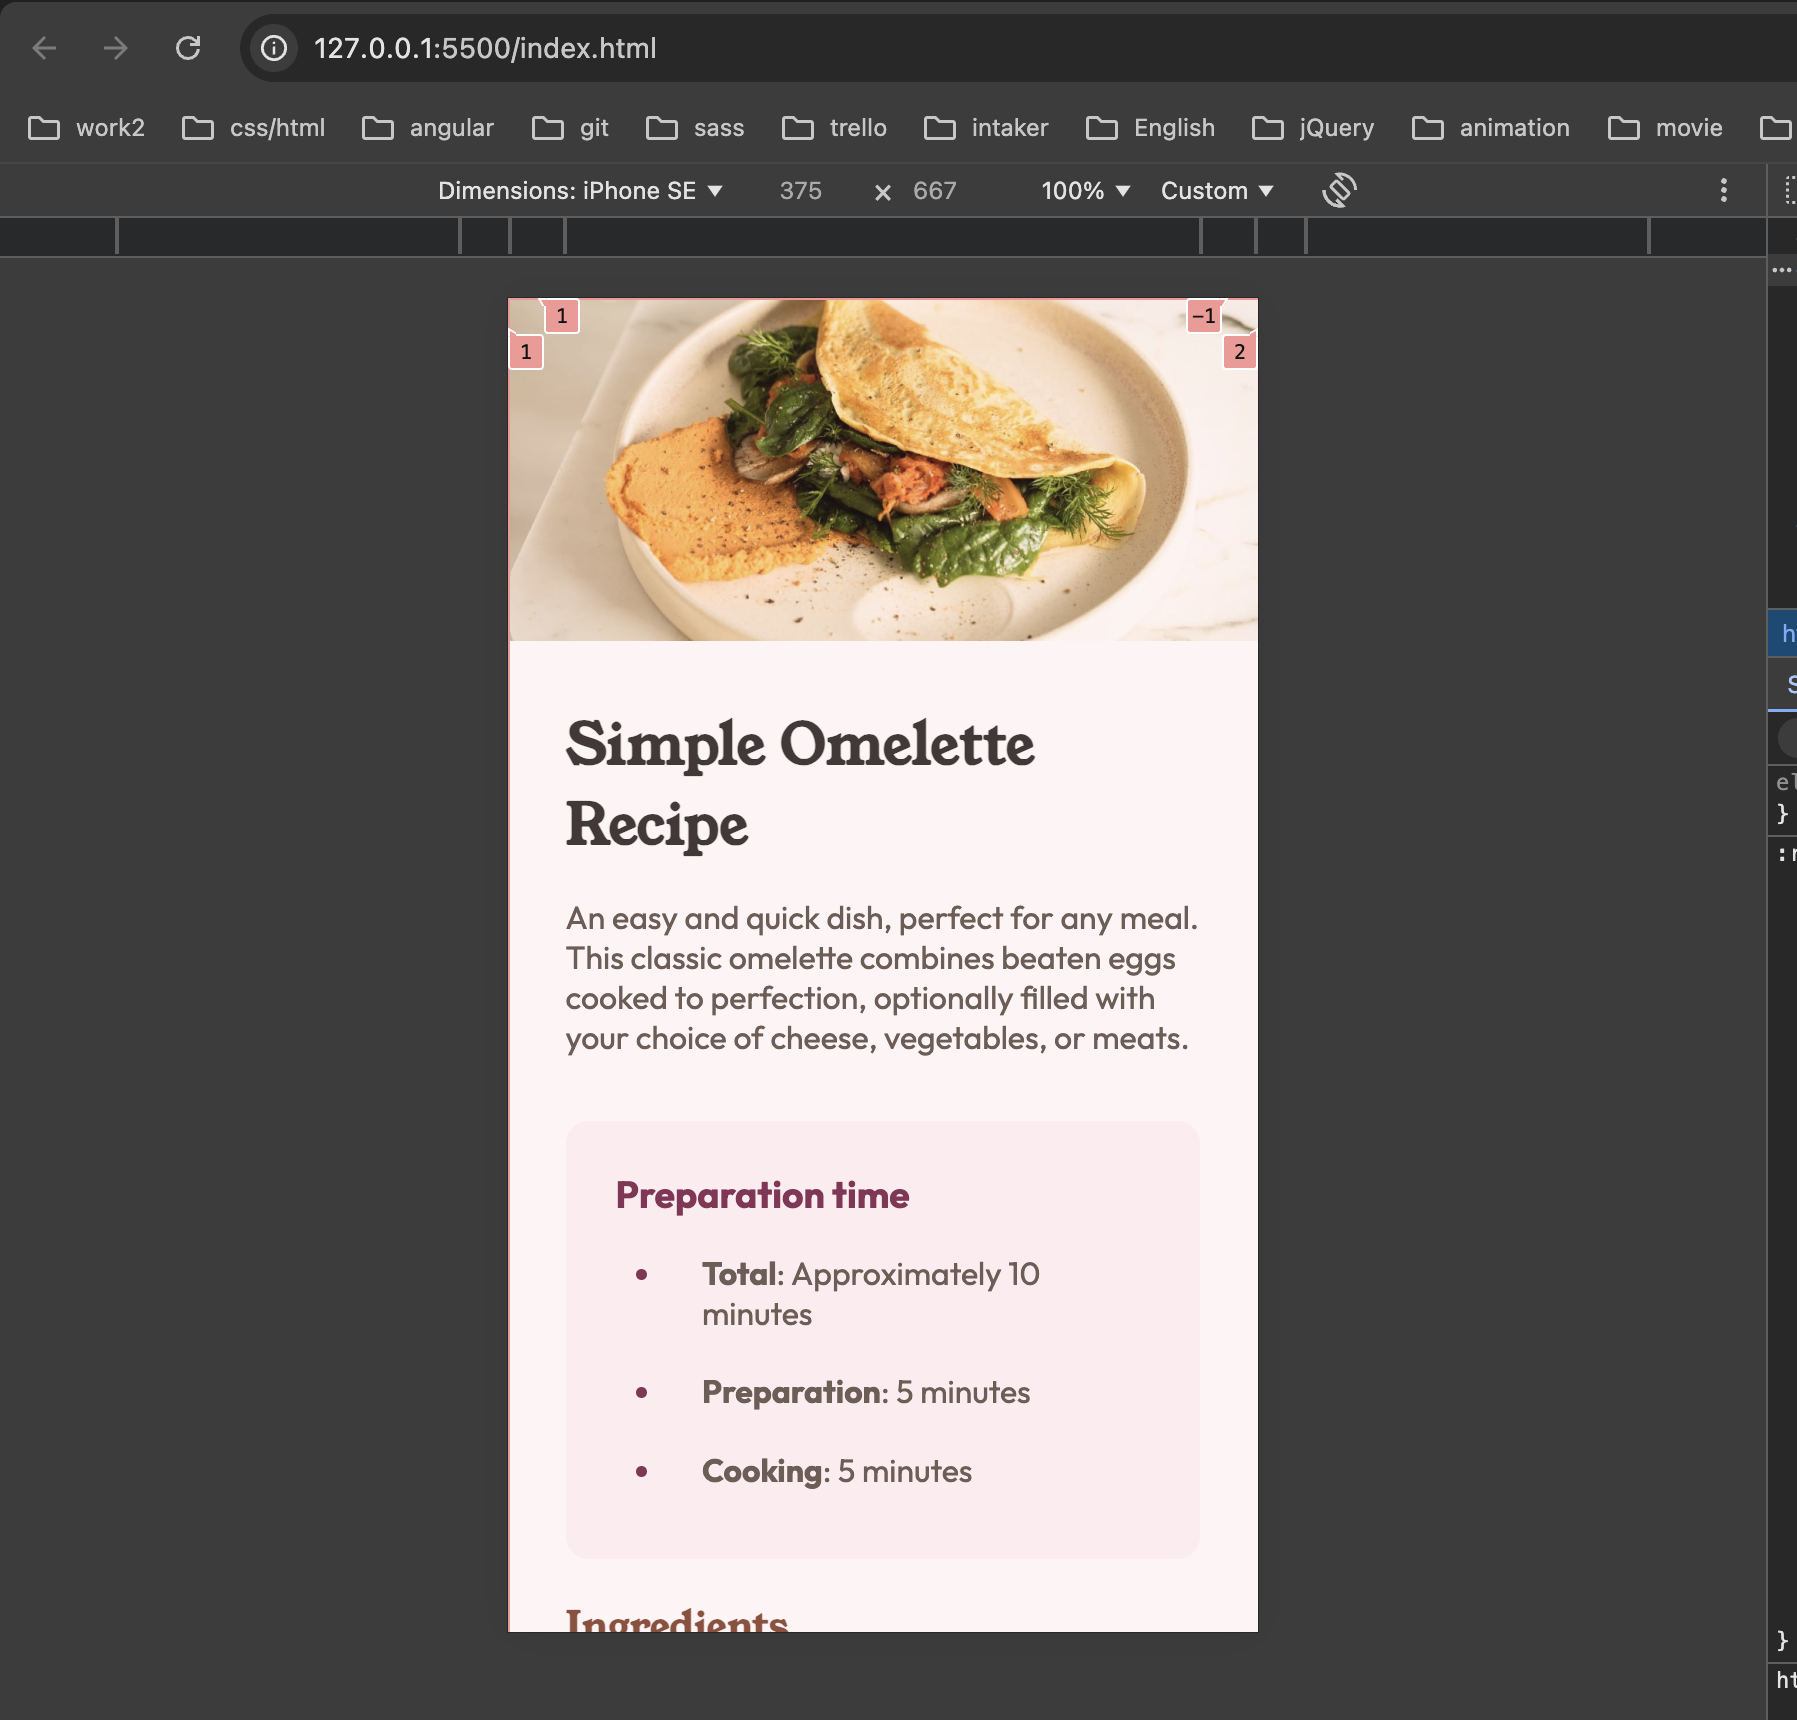 127.0.0.1:5500/index.html
work2 css/html angular git sass trello intaker English jQuery animation movie
Dimensions: iPhone SE ▼ 375 × 667 100% ▼ Custom ▼
1 −1
1 2
Simple Omelette
Recipe
An easy and quick dish, perfect for any meal.
This classic omelette combines beaten eggs
cooked to perfection, optionally filled with
your choice of cheese, vegetables, or meats.
Preparation time
• Total: Approximately 10
minutes
• Preparation: 5 minutes
• Cooking: 5 minutes
Ingredients
}
}